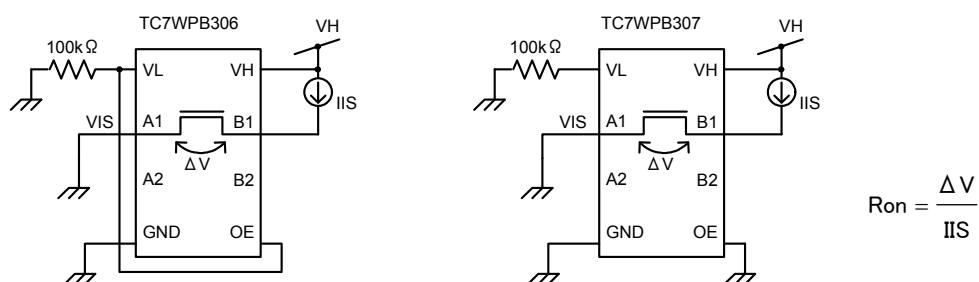 TC7WPB306
100kΩ
VH
VL
VH
IIS
VIS
A1
B1
ΔV
A2
B2
GND
OE
TC7WPB307
100kΩ
VH
VL
VH
IIS
VIS
A1
B1
ΔV
A2
B2
GND
OE
Ron = ΔV / IIS